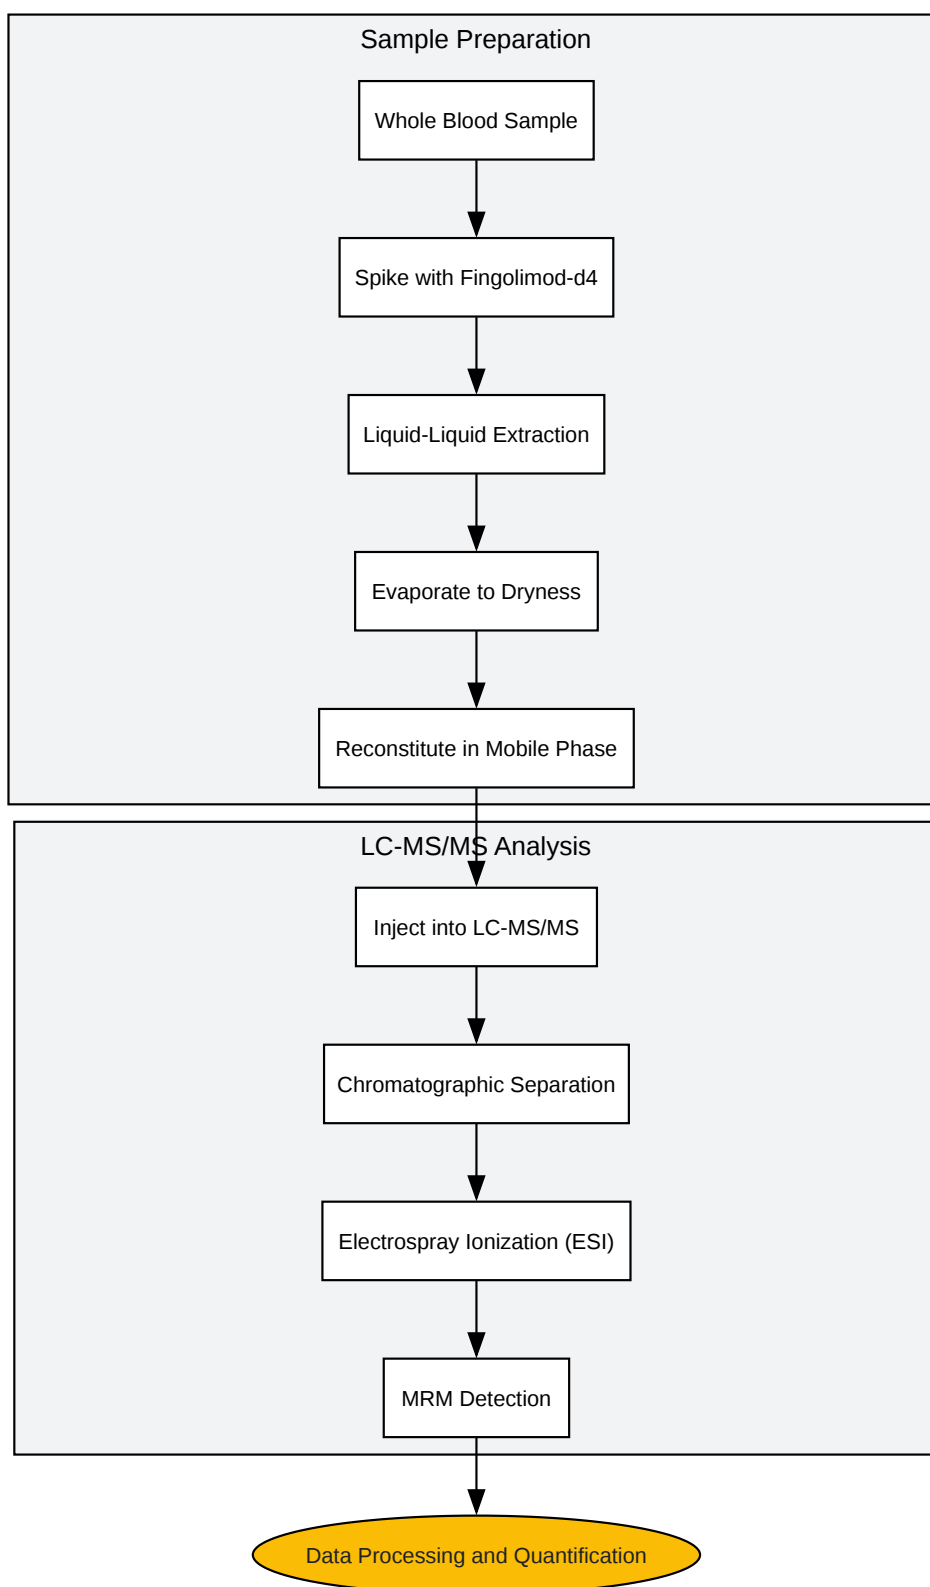 Sample Preparation
Whole Blood Sample
Spike with Fingolimod-d4
Liquid-Liquid Extraction
Evaporate to Dryness
Reconstitute in Mobile Phase
LC-MS/MS Analysis
Inject into LC-MS/MS
Chromatographic Separation
Electrospray Ionization (ESI)
MRM Detection
Data Processing and Quantification